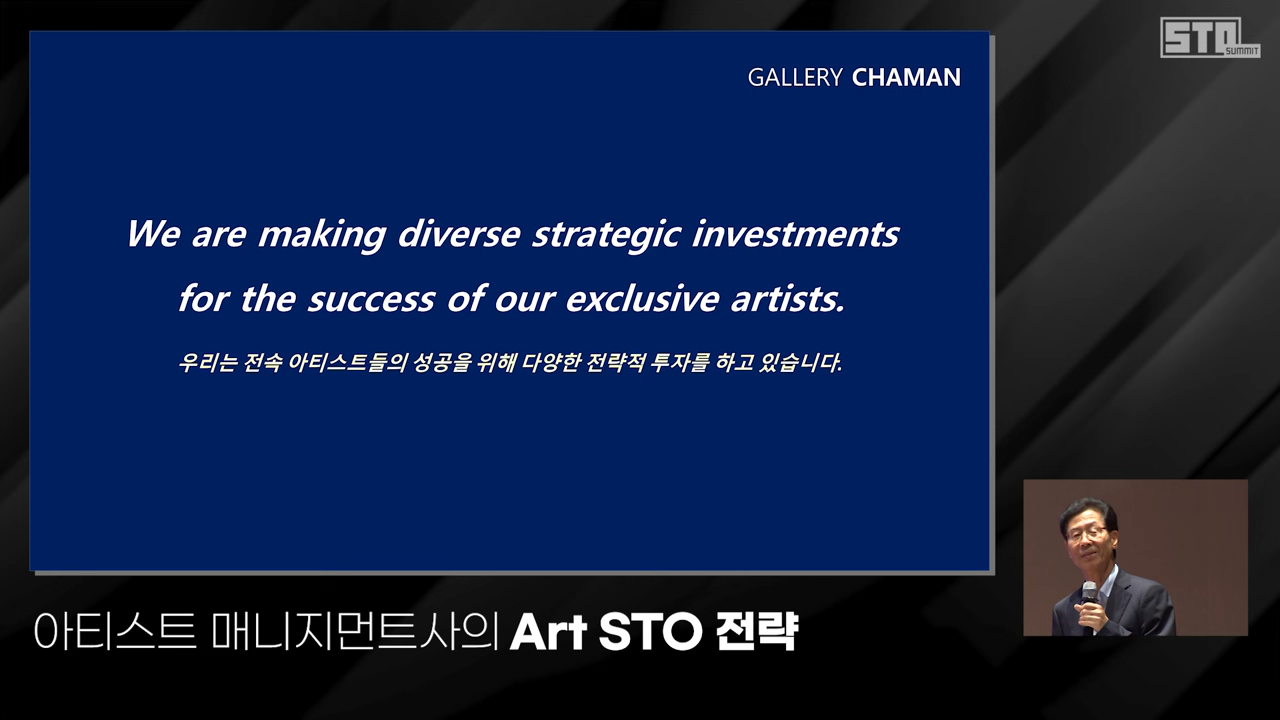 STO
SUMMIT
GALLERY CHAMAN
We are making diverse strategic investments
for the success of our exclusive artists.
우리는 전속 아티스트들의 성공을 위해 다양한 전략적 투자를 하고 있습니다.
아티스트 매니지먼트사의 Art STO 전략